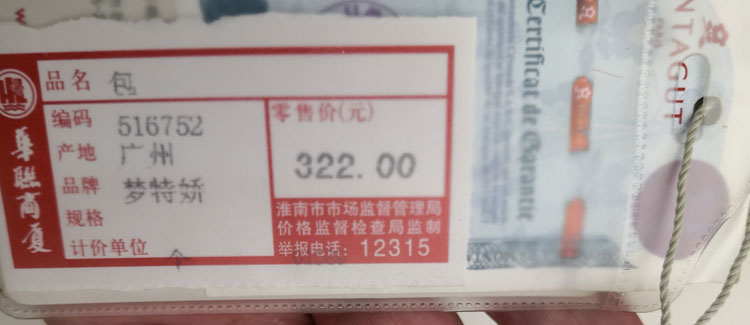 品名 包
编码 516752
产地 广州
品牌 梦特娇
规格
计价单位 个
零售价(元)
322.00
淮南市市场监督管理局
价格监督检查局监制
举报电话: 12315
華聯商厦
Certificat de Garantie
NTAGUT
PARIS